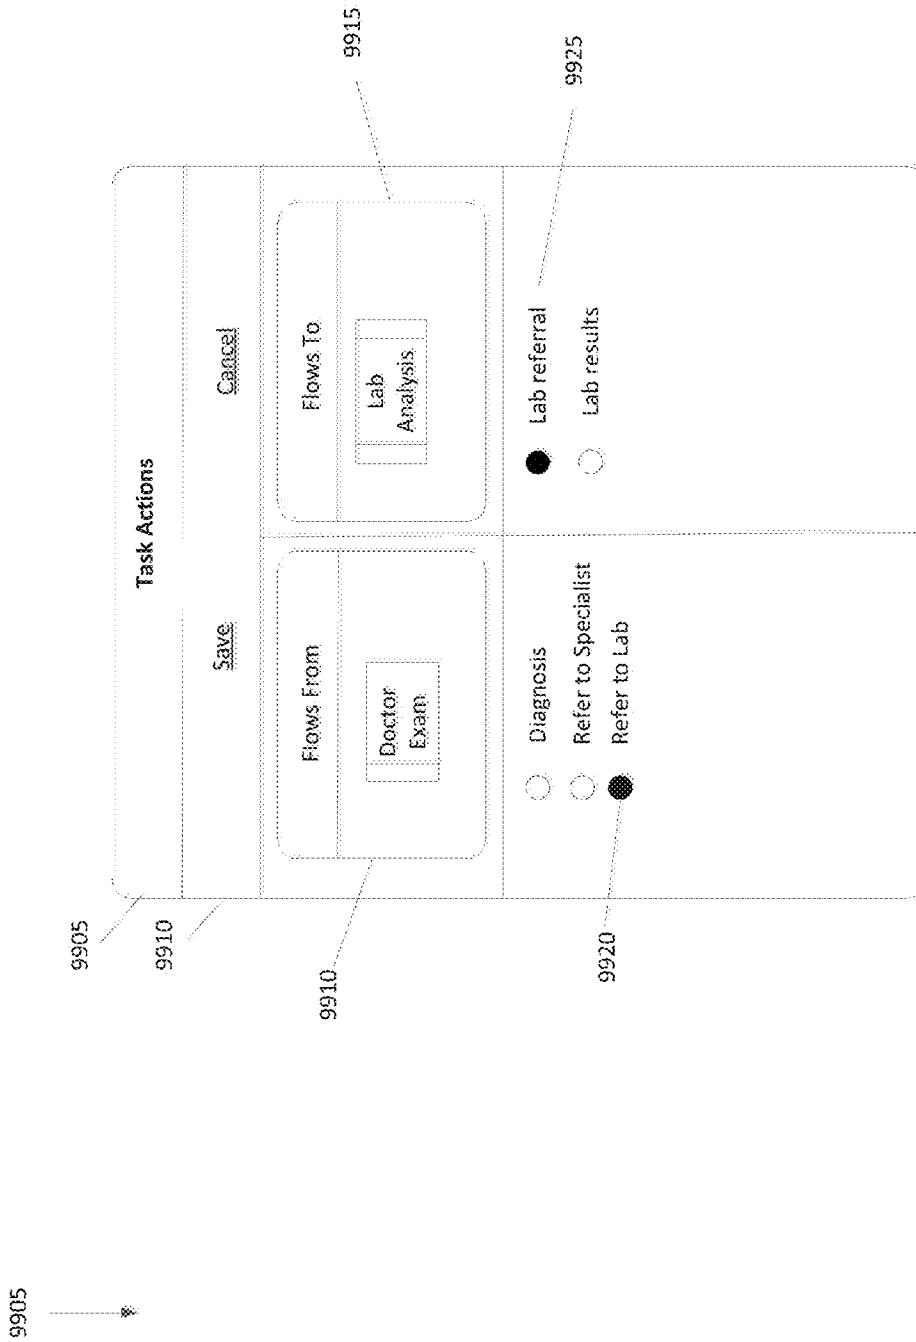 9905
9905
Task Actions
9910
Save
Cancel
9910
Flows From
Flows To
9915
Doctor
Exam
Lab
Analysis
Diagnosis
Refer to Specialist
Refer to Lab
9920
Lab referral
Lab results
9925